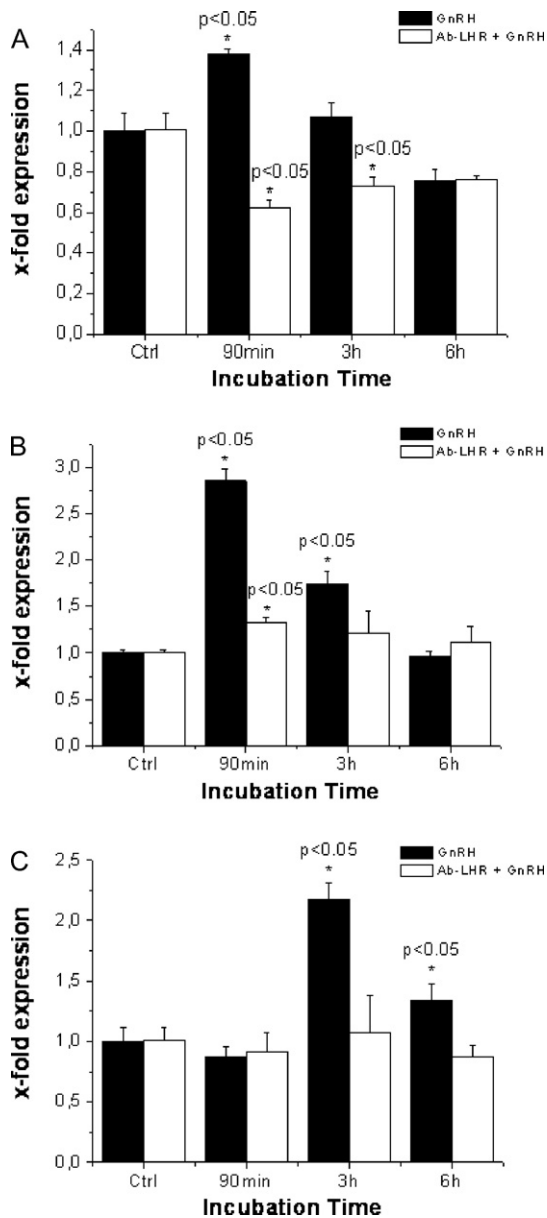 A
p<0.05
*
GnRH
Ab-LHR + GnRH
1,4
1,2
1,0
0,8
0,6
0,4
0,2
0,0
x-fold expression
p<0.05
*
p<0.05
*
Ctrl 90min 3h 6h
Incubation Time
B
p<0.05
*
GnRH
Ab-LHR + GnRH
3,0
2,5
2,0
1,5
1,0
0,5
0,0
x-fold expression
p<0.05
*
p<0.05
*
Ctrl 90min 3h 6h
Incubation Time
C
p<0.05
*
GnRH
Ab-LHR + GnRH
2,5
2,0
1,5
1,0
0,5
0,0
x-fold expression
p<0.05
*
Ctrl 90min 3h 6h
Incubation Time